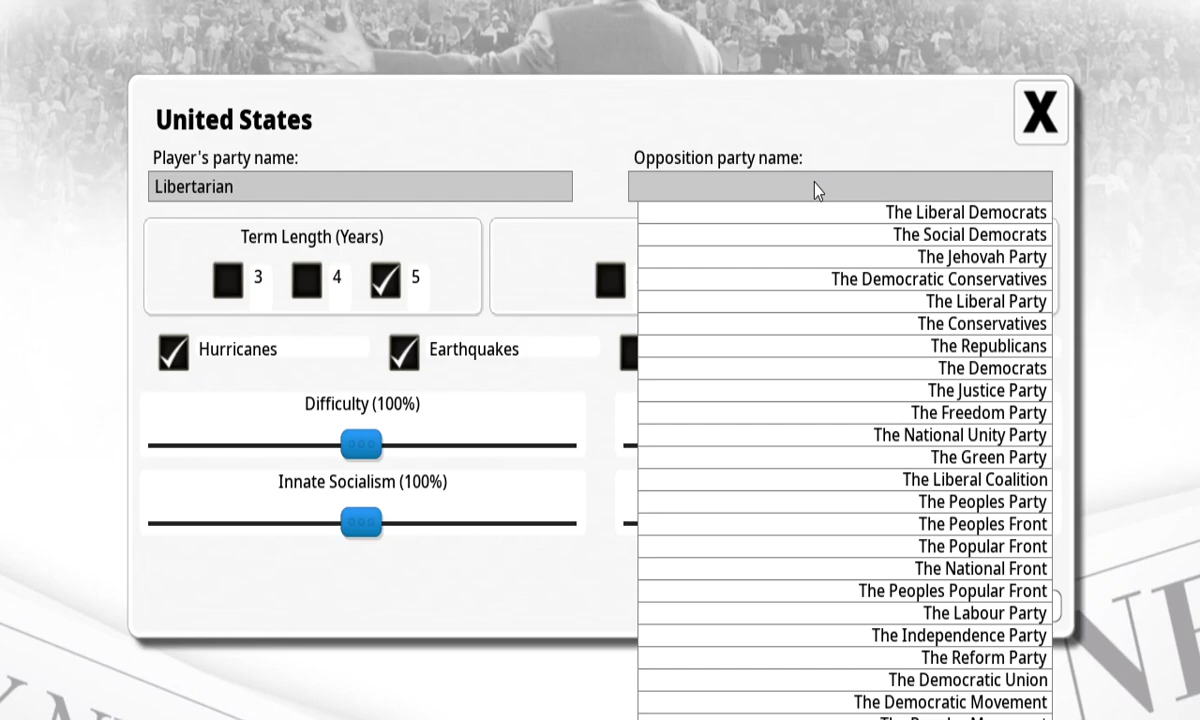 United States
X
Player's party name:
Opposition party name:
Libertarian
Term Length (Years)
3
4
5
Hurricanes
Earthquakes
Difficulty (100%)
Innate Socialism (100%)
The Liberal Democrats
The Social Democrats
The Jehovah Party
The Democratic Conservatives
The Liberal Party
The Conservatives
The Republicans
The Democrats
The Justice Party
The Freedom Party
The National Unity Party
The Green Party
The Liberal Coalition
The Peoples Party
The Peoples Front
The Popular Front
The National Front
The Peoples Popular Front
The Labour Party
The Independence Party
The Reform Party
The Democratic Union
The Democratic Movement